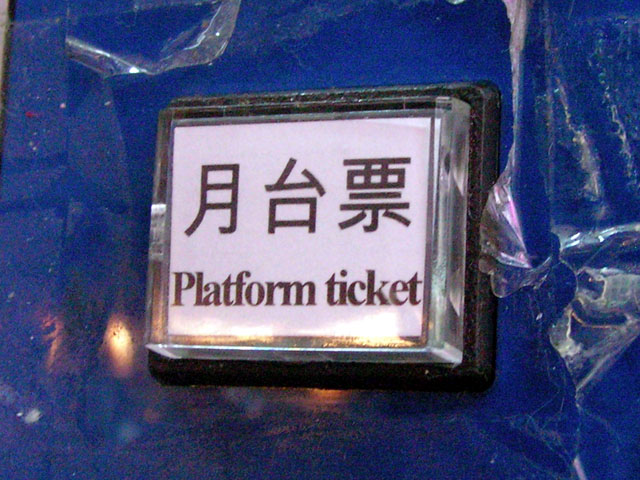 月台票
Platform ticket